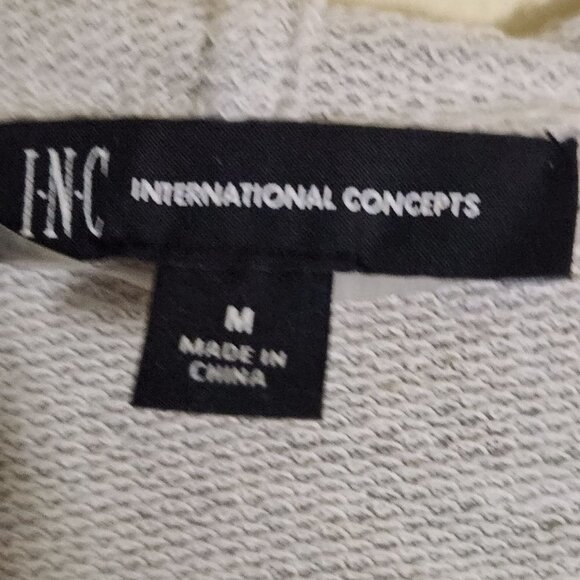 I·N·C INTERNATIONAL CONCEPTS
M
MADE IN
CHINA